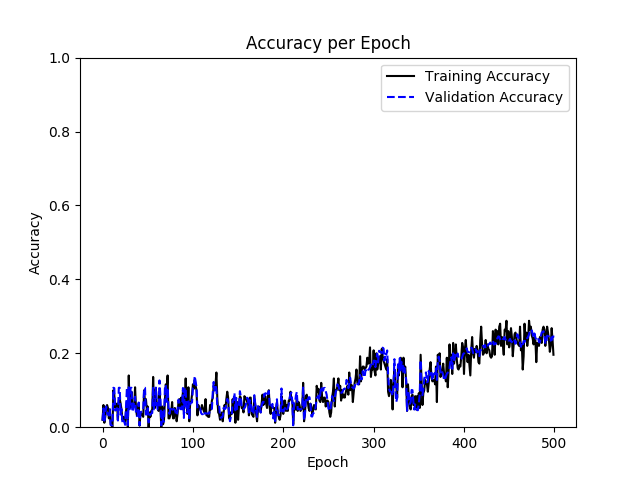 Accuracy per Epoch
1.0
Training Accuracy
Validation Accuracy
0.8
0.6
Accuracy
0.4
0.2
0.0
0 100 200 300 400 500
Epoch